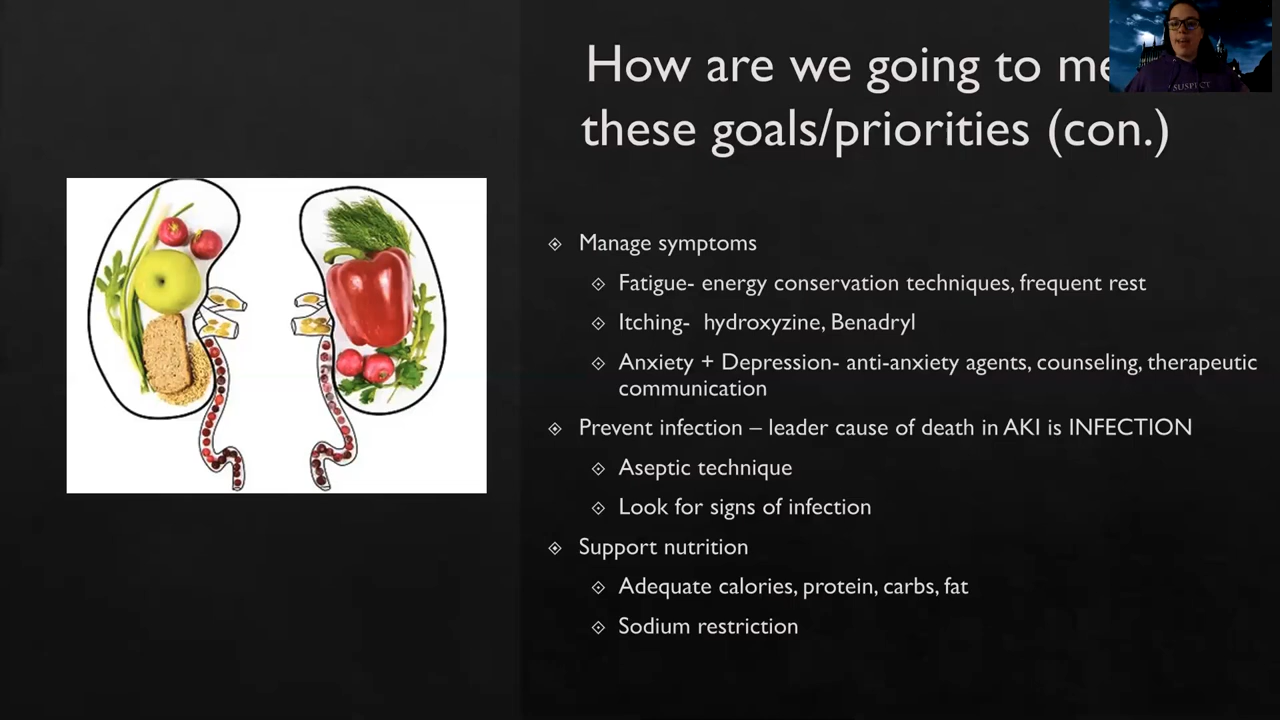 How are we going to me
these goals/priorities (con.)
Manage symptoms
Fatigue- energy conservation techniques, frequent rest
Itching- hydroxyzine, Benadryl
Anxiety + Depression- anti-anxiety agents, counseling, therapeutic
communication
Prevent infection – leader cause of death in AKI is INFECTION
Aseptic technique
Look for signs of infection
Support nutrition
Adequate calories, protein, carbs, fat
Sodium restriction